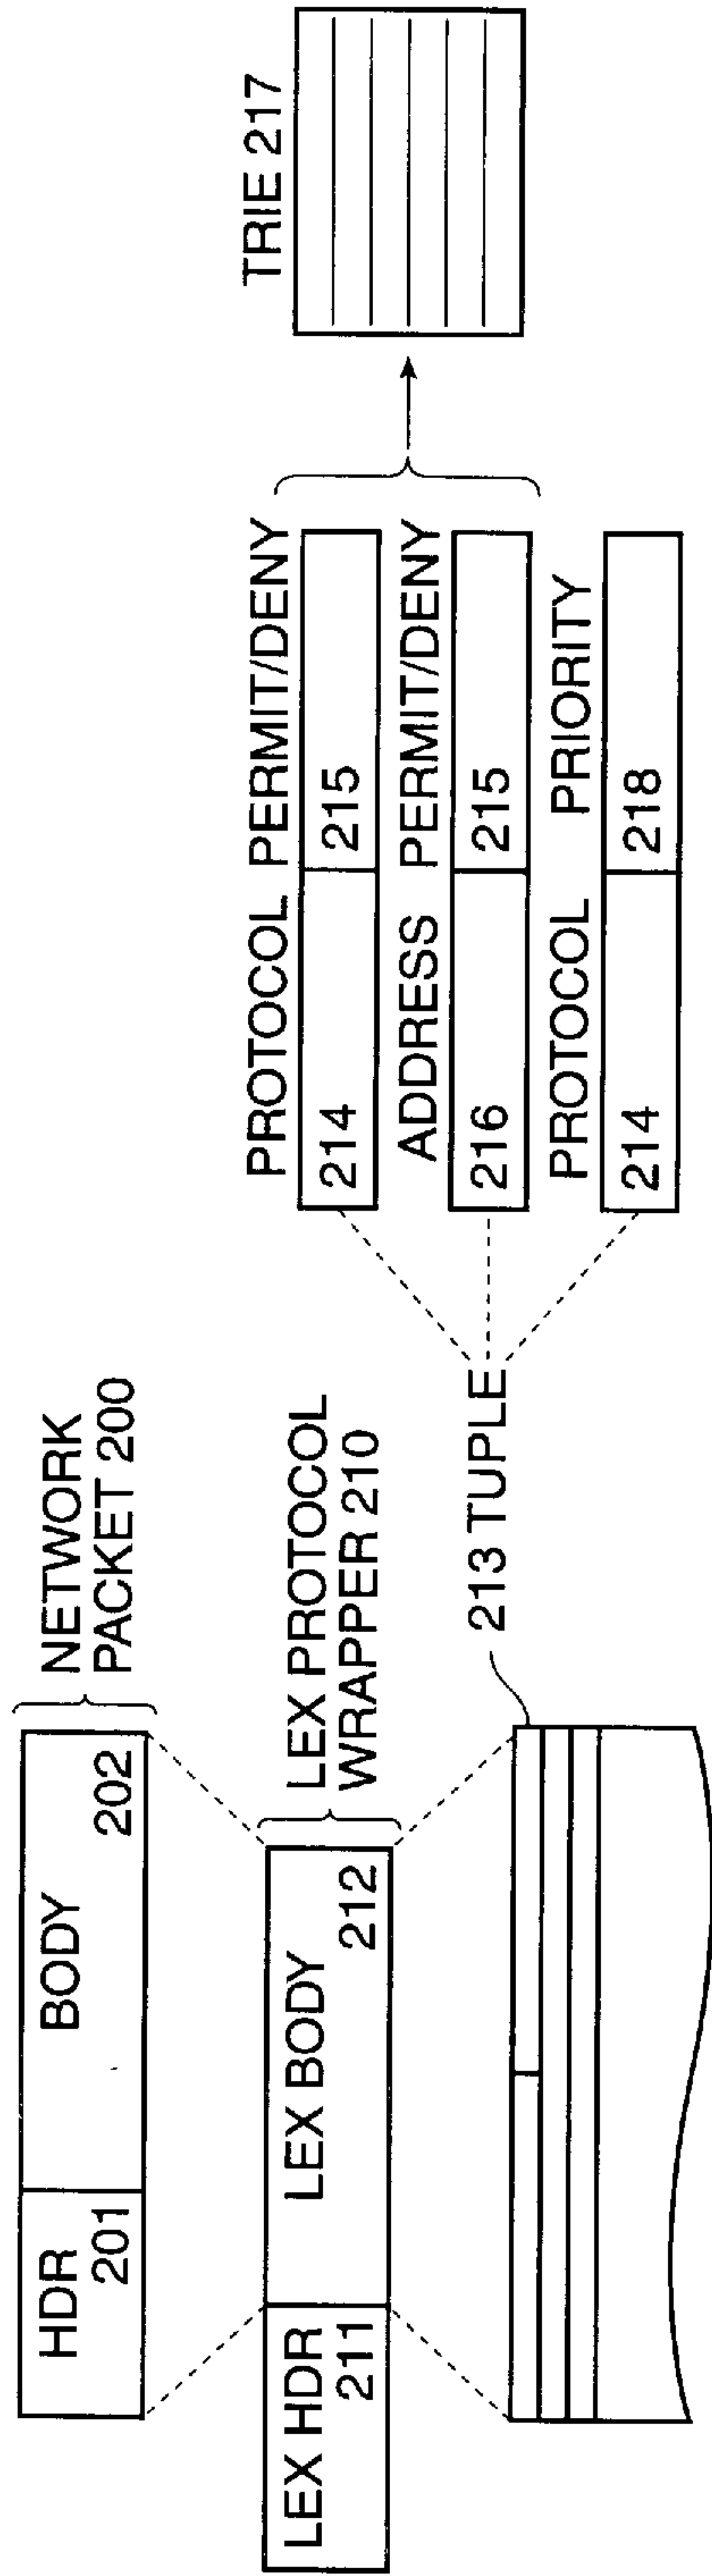 HDR
201
BODY
202
NETWORK
PACKET 200
LEX HDR
211
LEX BODY
212
LEX PROTOCOL
WRAPPER 210
213 TUPLE
PROTOCOL PERMIT/DENY
214 215
ADDRESS PERMIT/DENY
216 215
PROTOCOL PRIORITY
214 218
TRIE 217